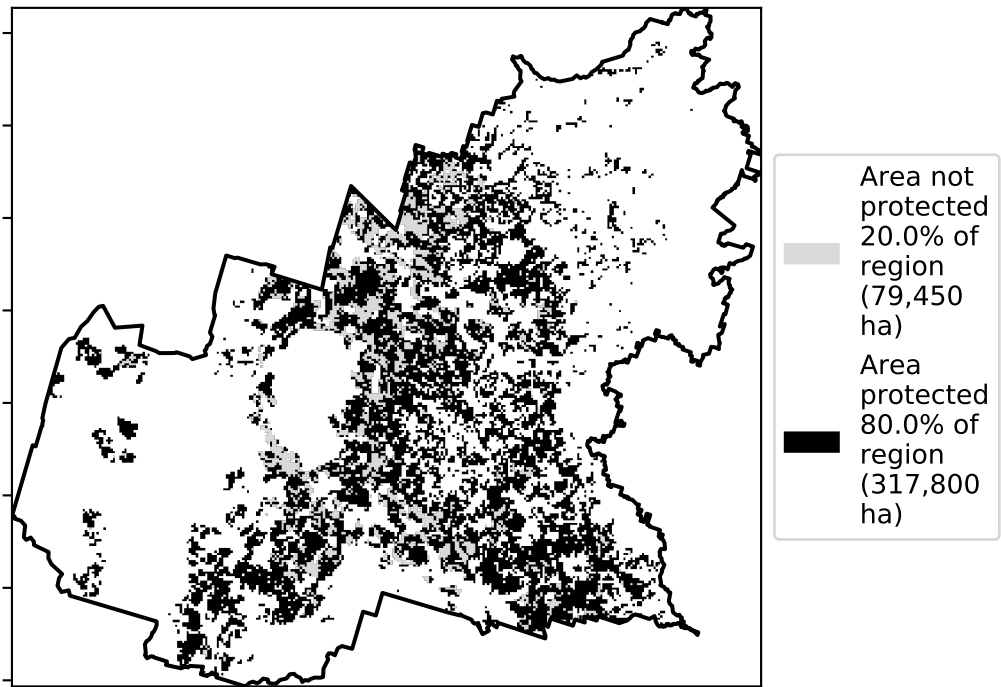 Area not
protected
20.0% of
region
(79,450
ha)
Area
protected
80.0% of
region
(317,800
ha)